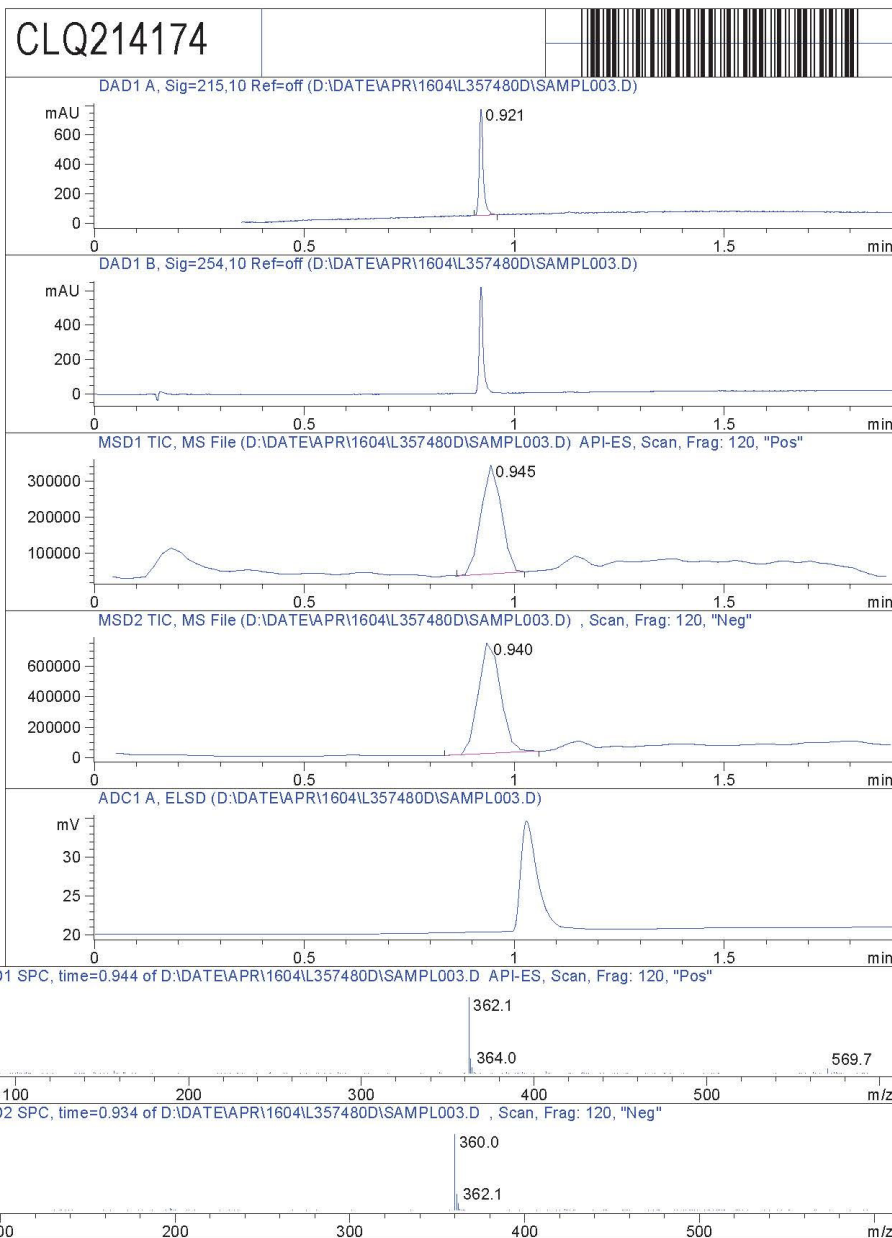 CLQ214174
DAD1 A, Sig=215,10 Ref=off (D:\DATE\APR\1604\L357480D\SAMPL003.D)
mAU
0.921
600
400
200
0
0 0.5 1 1.5 min
DAD1 B, Sig=254,10 Ref=off (D:\DATE\APR\1604\L357480D\SAMPL003.D)
mAU
400
200
0
0 0.5 1 1.5 min
MSD1 TIC, MS File (D:\DATE\APR\1604\L357480D\SAMPL003.D) API-ES, Scan, Frag: 120, "Pos"
0.945
300000
200000
100000
0 0.5 1 1.5 min
MSD2 TIC, MS File (D:\DATE\APR\1604\L357480D\SAMPL003.D) , Scan, Frag: 120, "Neg"
0.940
600000
400000
200000
0
0 0.5 1 1.5 min
ADC1 A, ELSD (D:\DATE\APR\1604\L357480D\SAMPL003.D)
mV
30
25
20
0 0.5 1 1.5 min
D1 SPC, time=0.944 of D:\DATE\APR\1604\L357480D\SAMPL003.D API-ES, Scan, Frag: 120, "Pos"
362.1
364.0
569.7
100 200 300 400 500 m/z
D2 SPC, time=0.934 of D:\DATE\APR\1604\L357480D\SAMPL003.D , Scan, Frag: 120, "Neg"
360.0
362.1
00 200 300 400 500 m/z